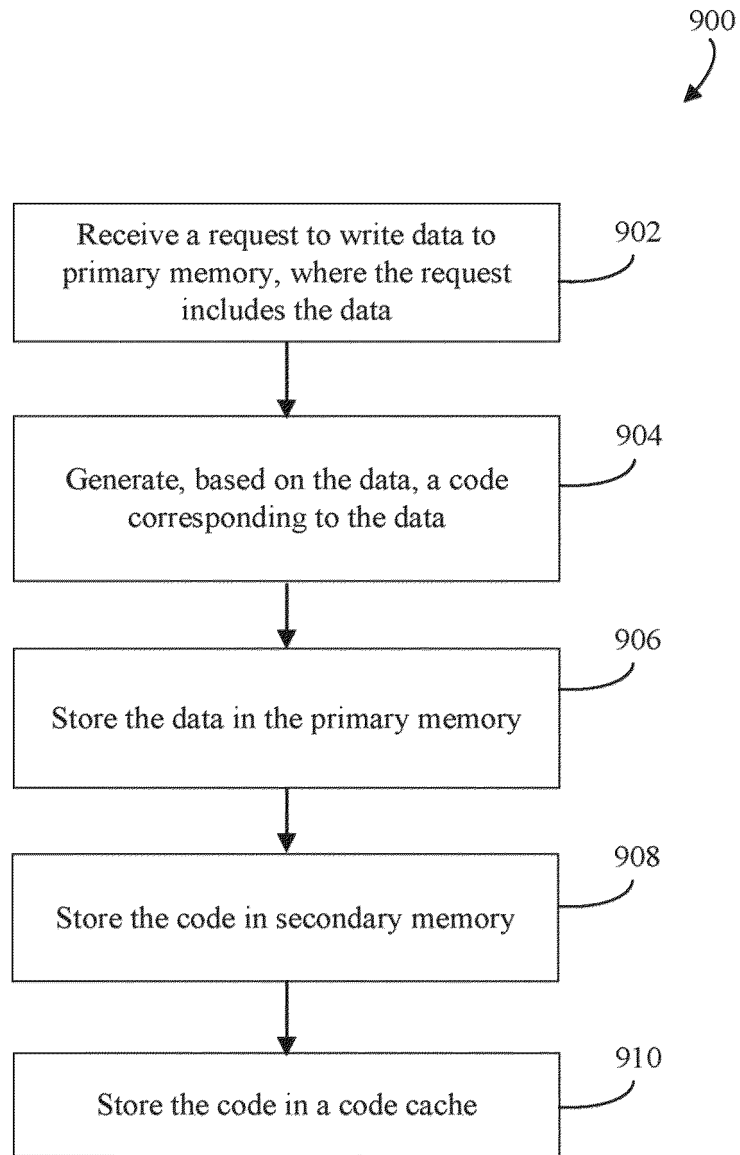 900
Receive a request to write data to
primary memory, where the request
includes the data
902
Generate, based on the data, a code
corresponding to the data
904
Store the data in the primary memory
906
Store the code in secondary memory
908
Store the code in a code cache
910